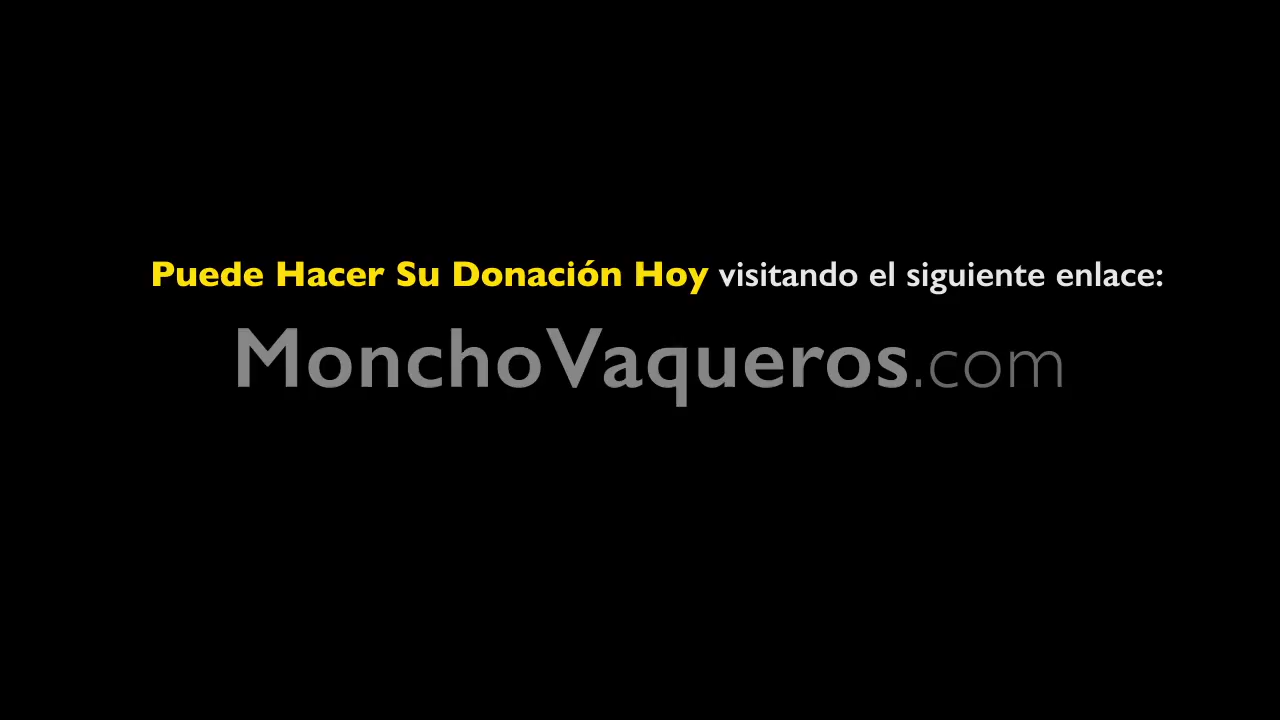 Puede Hacer Su Donación Hoy visitando el siguiente enlace:
MonchoVaqueros.com